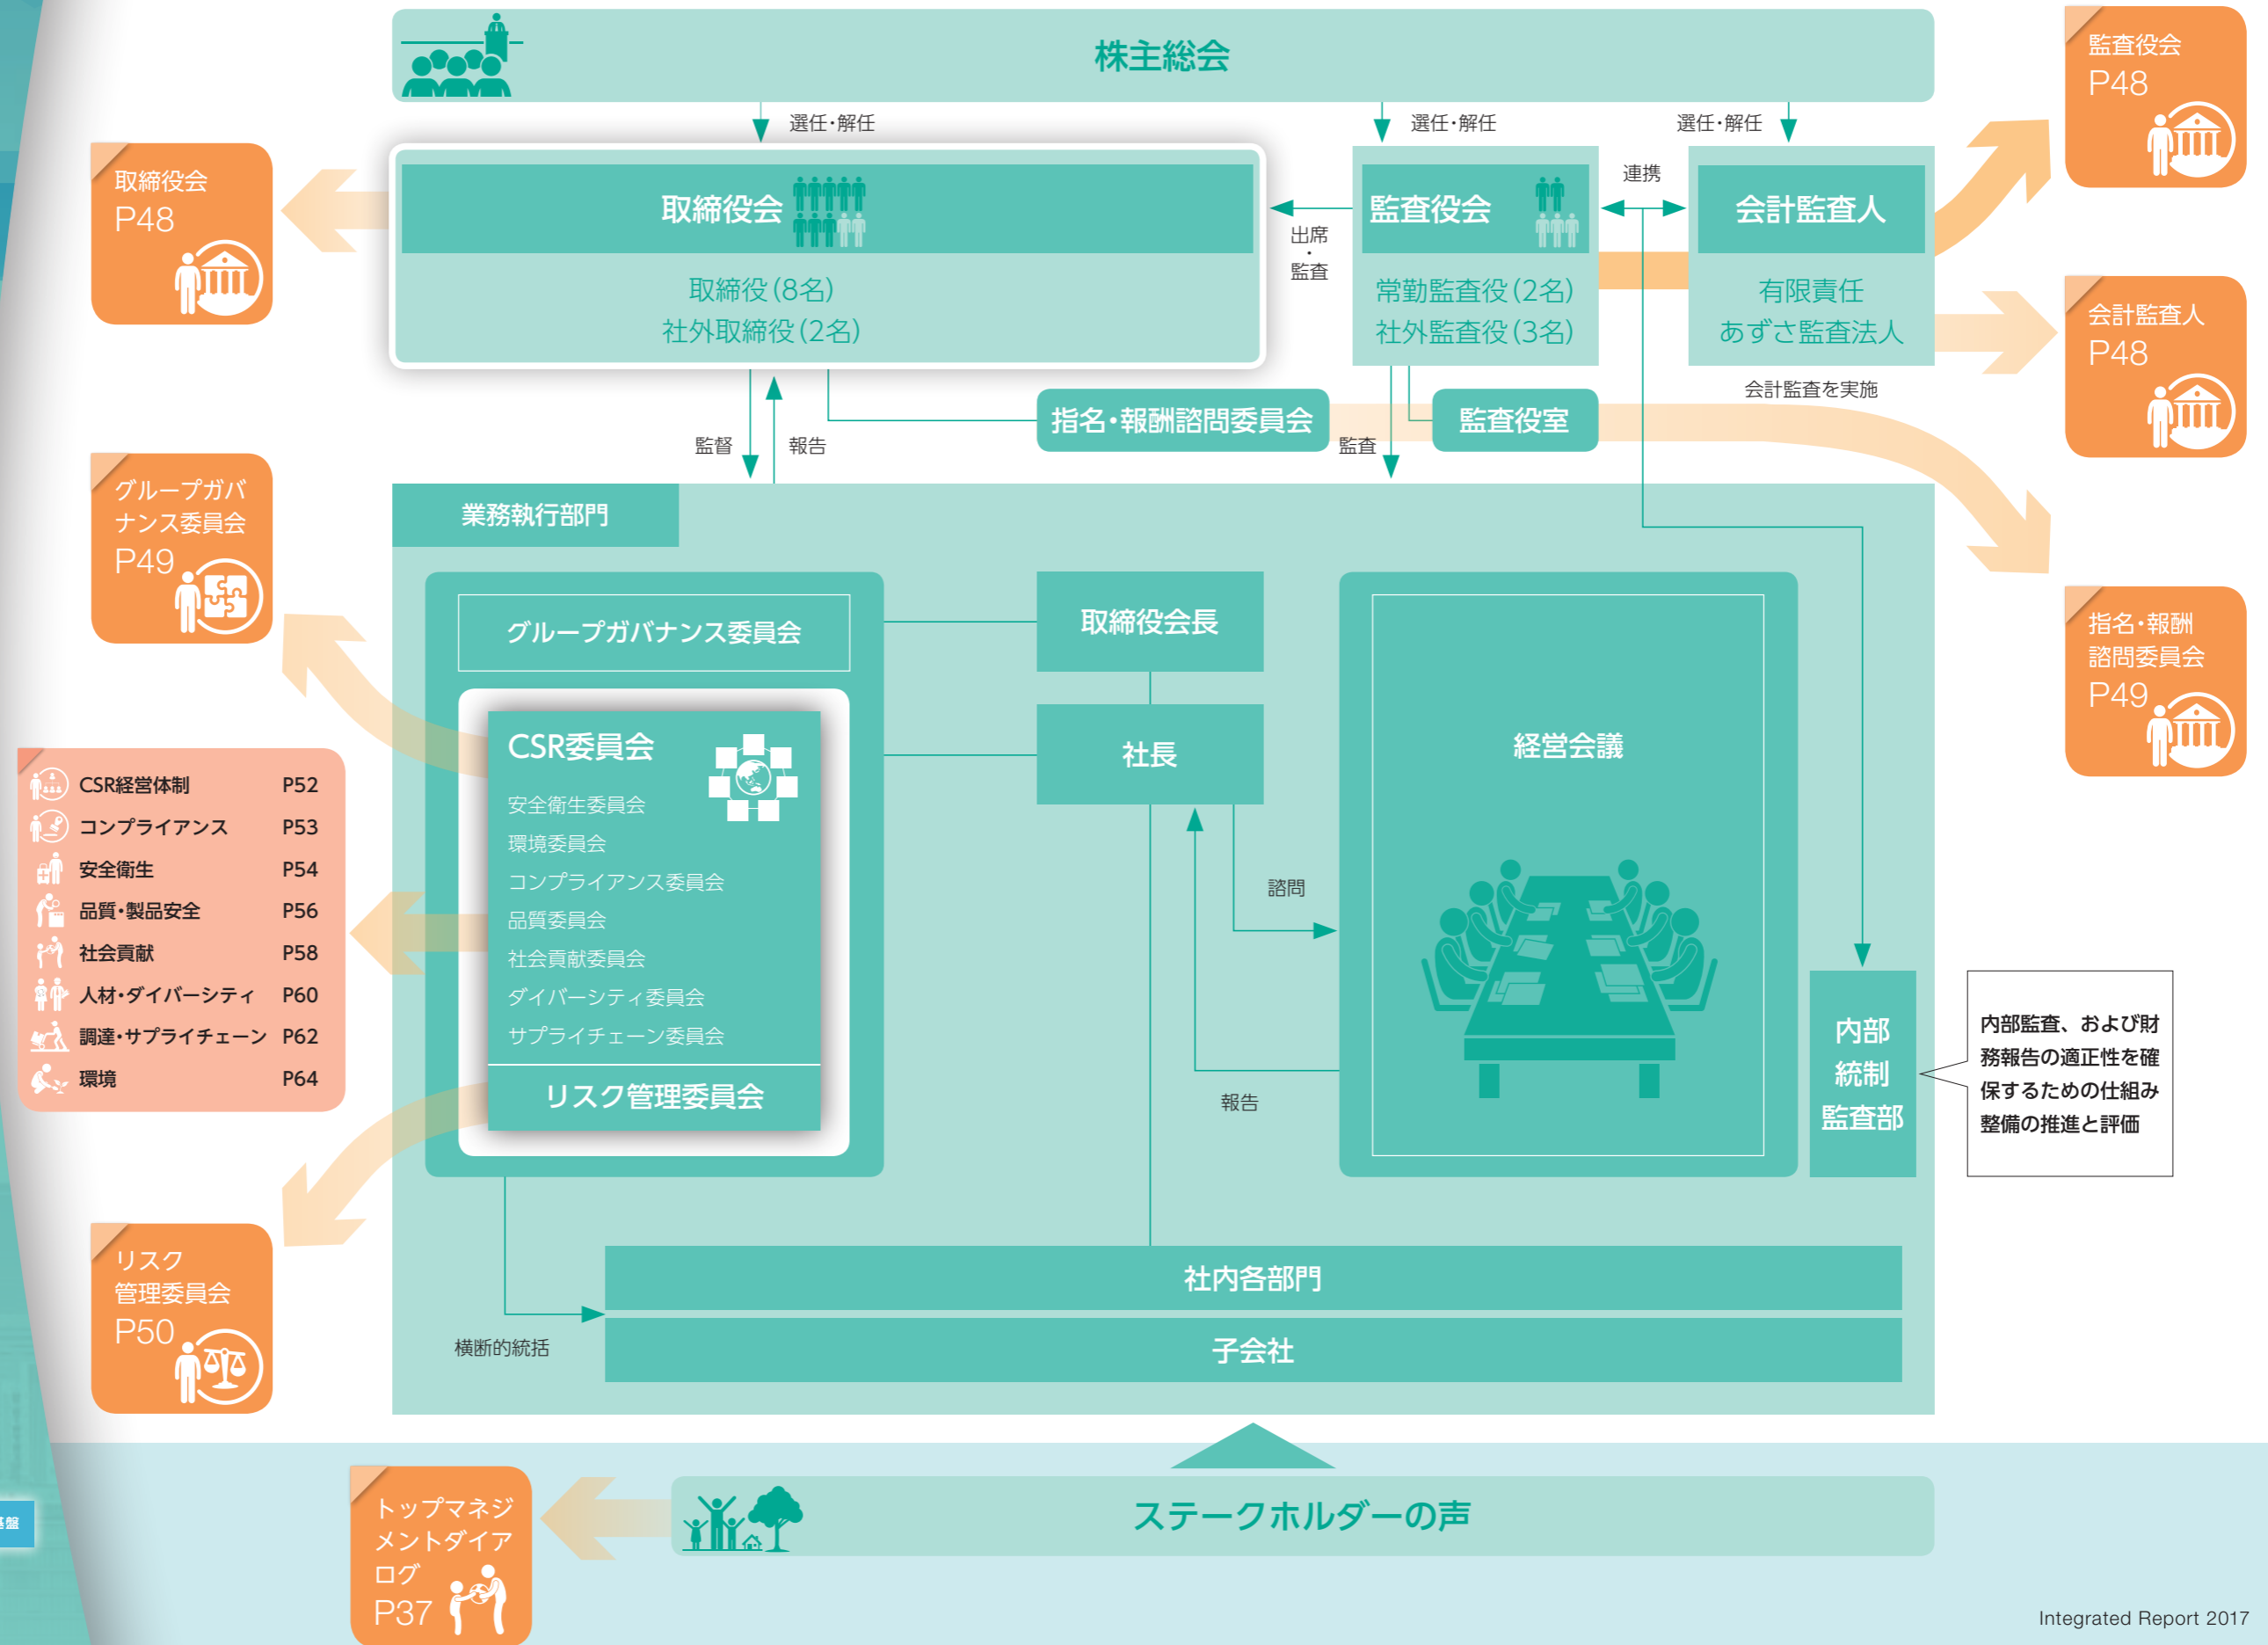 株主総会
選任・解任
選任・解任
選任・解任
監査役会
P48
取締役会
P48
取締役会
取締役(8名)
社外取締役(2名)
出席
・
監査
監査役会
常勤監査役(2名)
社外監査役(3名)
連携
会計監査人
有限責任
あずさ監査法人
会計監査を実施
会計監査人
P48
監督
報告
指名・報酬諮問委員会
監査
監査役室
グループガバ
ナンス委員会
P49
業務執行部門
グループガバナンス委員会
取締役会長
社長
経営会議
指名・報酬
諮問委員会
P49
CSR委員会
安全衛生委員会
環境委員会
コンプライアンス委員会
品質委員会
社会貢献委員会
ダイバーシティ委員会
サプライチェーン委員会
リスク管理委員会
CSR経営体制 P52
コンプライアンス P53
安全衛生 P54
品質・製品安全 P56
社会貢献 P58
人材・ダイバーシティ P60
調達・サプライチェーン P62
環境 P64
諮問
報告
内部
統制
監査部
内部監査、および財
務報告の適正性を確
保するための仕組み
整備の推進と評価
リスク
管理委員会
P50
横断的統括
社内各部門
子会社
トップマネジ
メントダイア
ログ
P37
ステークホルダーの声
盤
Integrated Report 2017